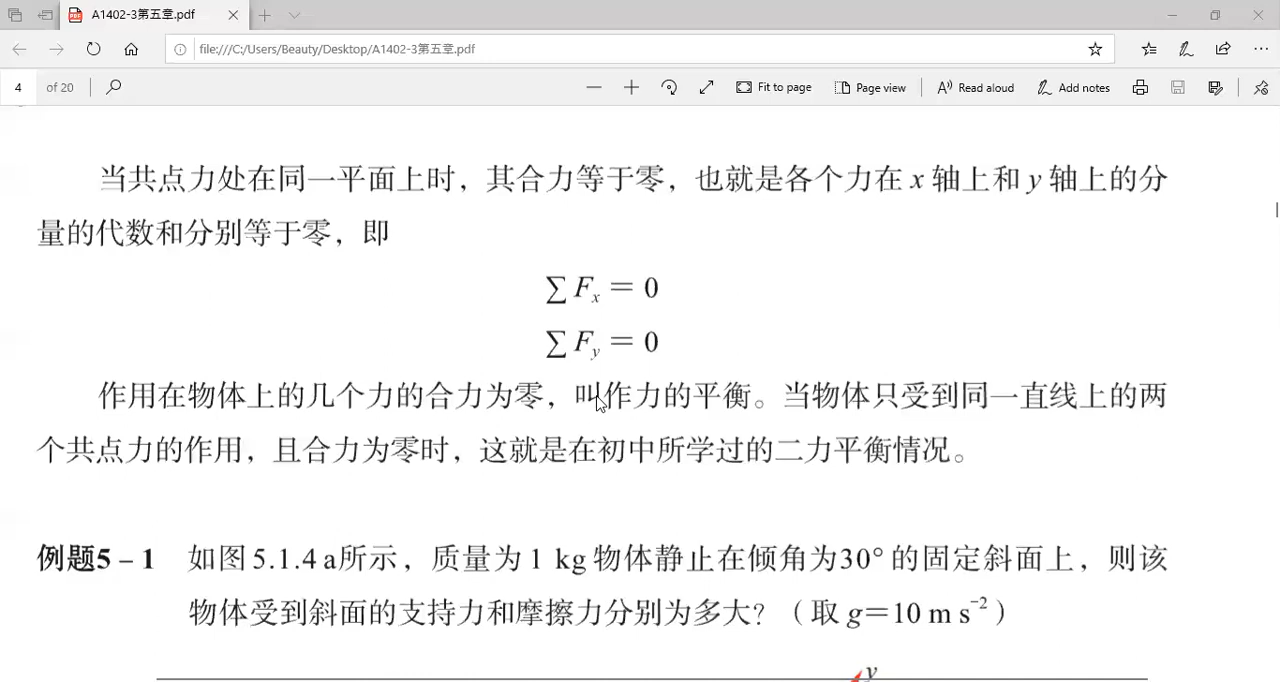 A1402-3第五章.pdf
file:///C:/Users/Beauty/Desktop/A1402-3第五章.pdf
4 of 20 Fit to page Page view Read aloud Add notes
当共点力处在同一平面上时，其合力等于零，也就是各个力在 x 轴上和 y 轴上的分
量的代数和分别等于零，即
∑ Fₓ = 0
∑ F_y = 0
作用在物体上的几个力的合力为零，叫作力的平衡。当物体只受到同一直线上的两
个共点力的作用，且合力为零时，这就是在初中所学过的二力平衡情况。
例题5 – 1 如图5.1.4 a所示，质量为1 kg 物体静止在倾角为30° 的固定斜面上，则该
物体受到斜面的支持力和摩擦力分别为多大？（取 g=10 m s⁻²）
y